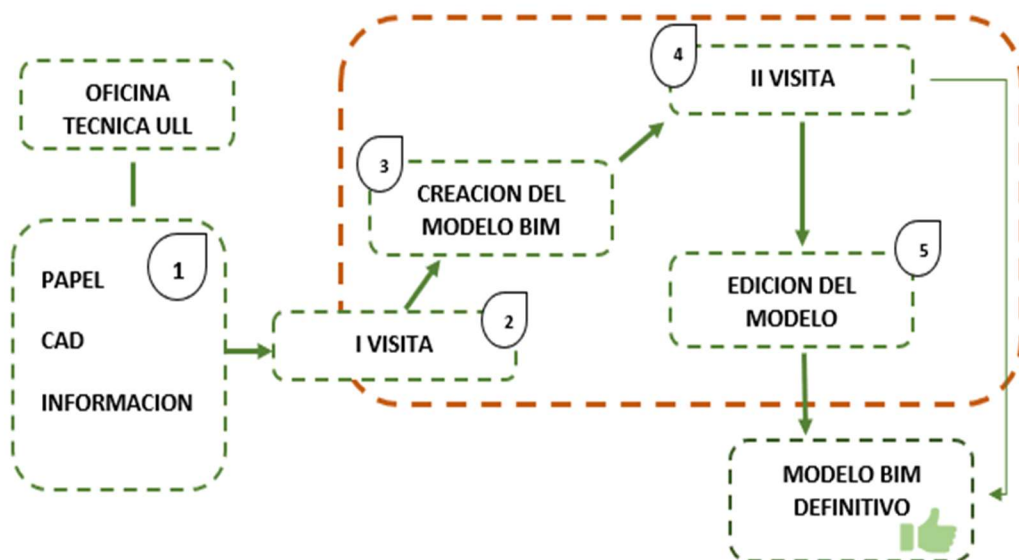 OFICINA
TECNICA ULL
1
PAPEL
CAD
INFORMACION
2
I VISITA
3
CREACION DEL
MODELO BIM
4
II VISITA
5
EDICION DEL
MODELO
MODELO BIM
DEFINITIVO